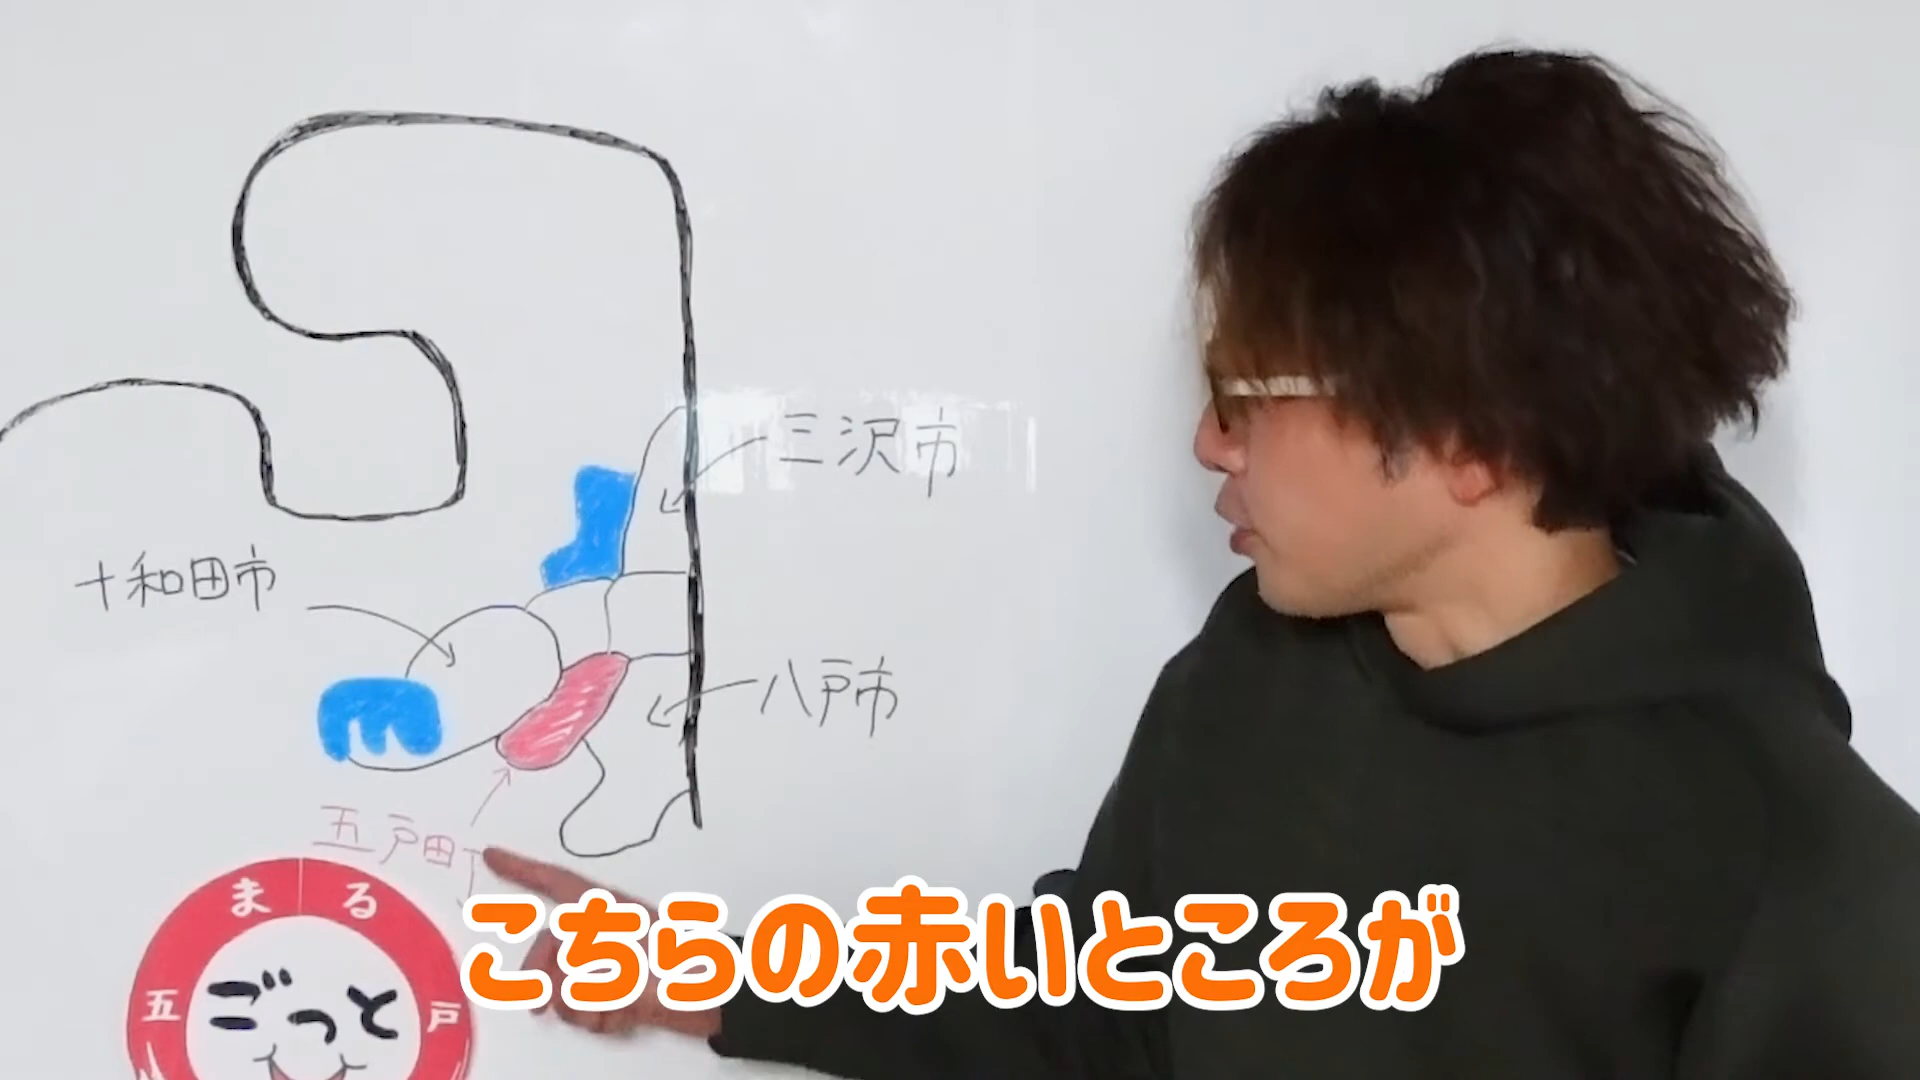 三沢市
十和田市
八戸市
五戸町
まる
五 ごっと 戸
こちらの赤いところが